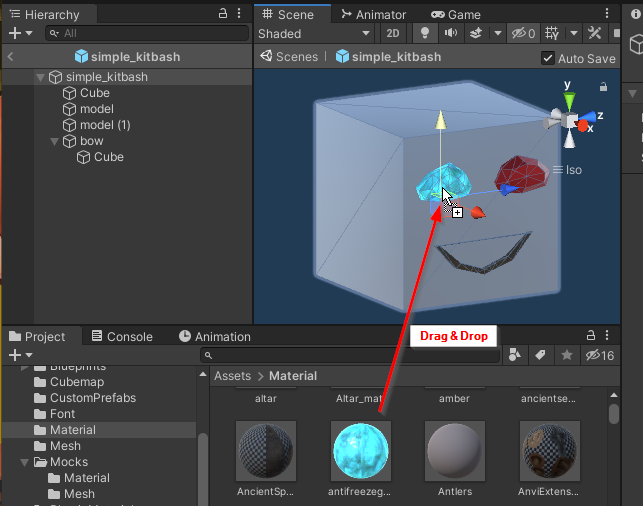 Hierarchy
All
simple_kitbash
simple_kitbash
Cube
model
model (1)
bow
Cube
Scene
Animator
Game
Shaded
2D
0
Scenes
simple_kitbash
Auto Save
y
z
x
Iso
Drag & Drop
Project
Console
Animation
16
Blueprints
Cubemap
CustomPrefabs
Font
Material
Mesh
Mocks
Material
Mesh
Assets > Material
altar
Altar_mat
amber
ancientse...
AncientSp...
antifreezeg...
Antlers
AnviExtens...